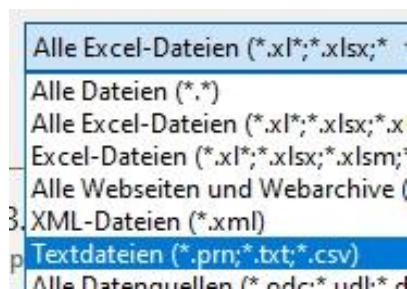 Alle Excel-Dateien (*.xl*;*.xlsx;*
Alle Dateien (*.*)
Alle Excel-Dateien (*.xl*;*.xlsx;*.x
Excel-Dateien (*.xl*;*.xlsx;*.xlsm;*
Alle Webseiten und Webarchive (
3.
XML-Dateien (*.xml)
p
Textdateien (*.prn;*.txt;*.csv)
Alle Datenquellen (*.odc;*.udl;*.d